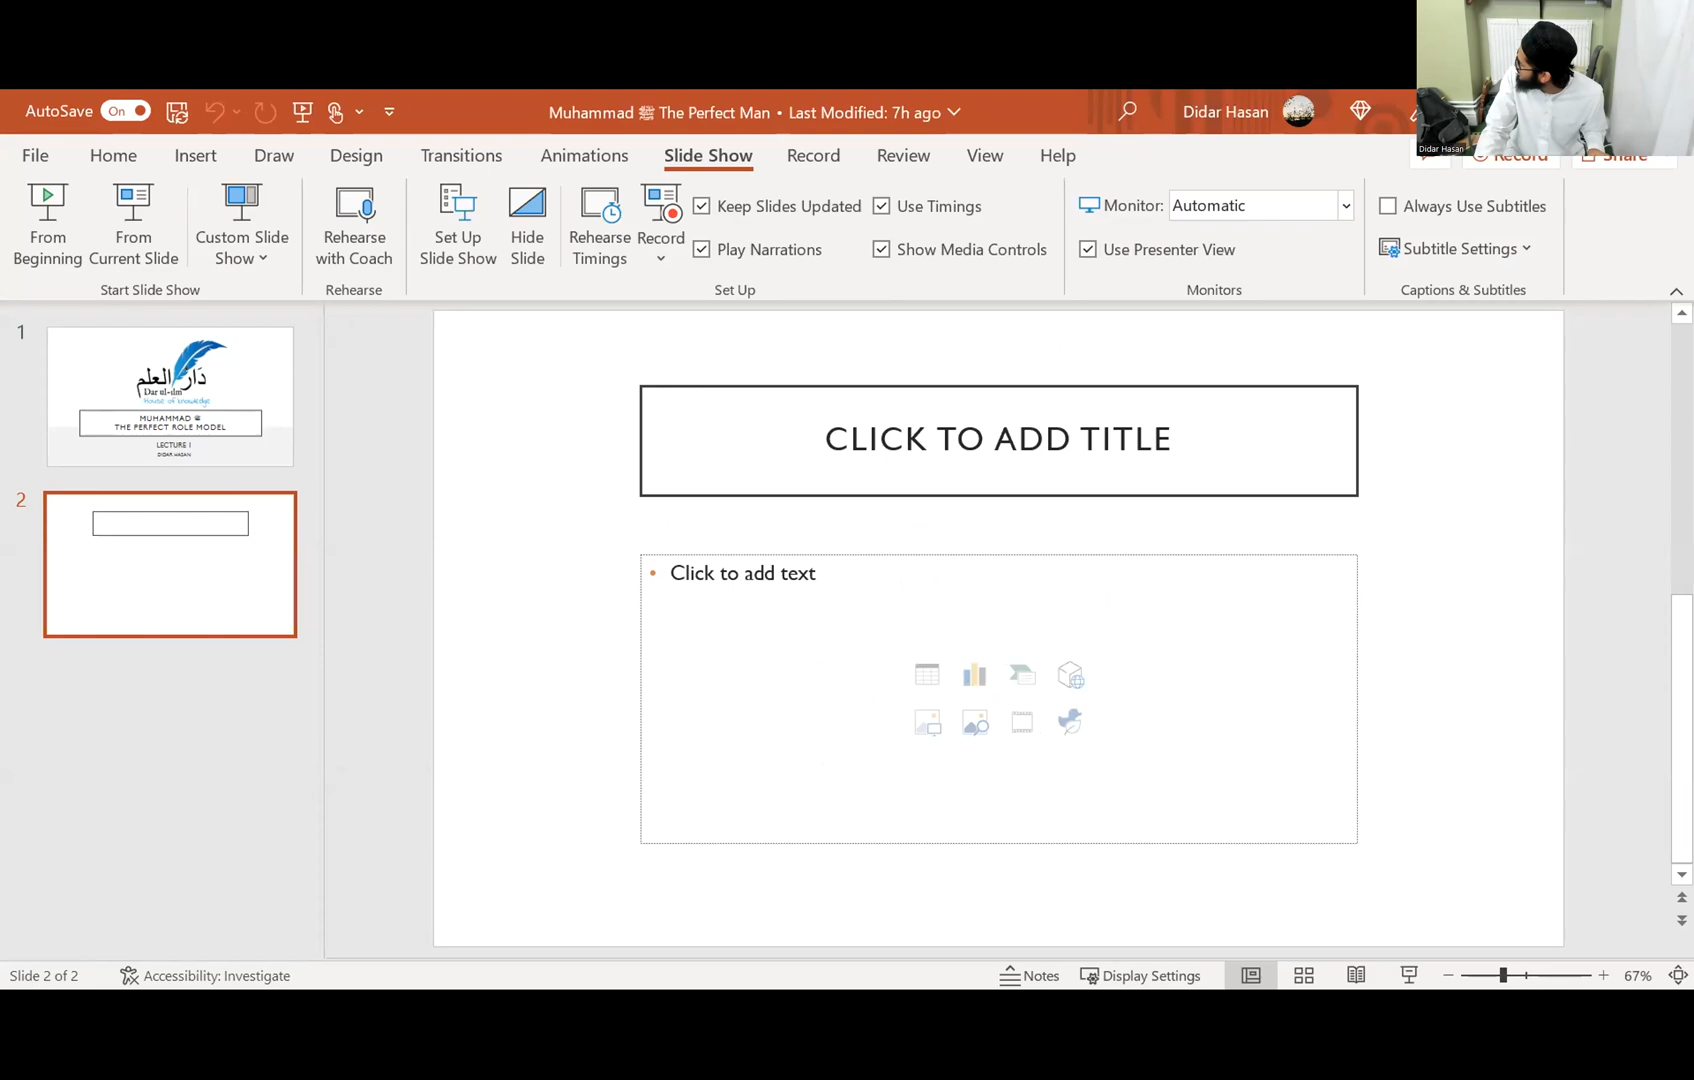 AutoSave On
Muhammad ﷺ The Perfect Man • Last Modified: 7h ago
Didar Hasan
Didar Hasan
File Home Insert Draw Design Transitions Animations Slide Show Record Review View Help
Record Share
From Beginning
From Current Slide
Custom Slide Show
Start Slide Show
Rehearse with Coach
Rehearse
Set Up Slide Show
Hide Slide
Rehearse Timings
Record
Keep Slides Updated
Play Narrations
Use Timings
Show Media Controls
Set Up
Monitor: Automatic
Use Presenter View
Monitors
Always Use Subtitles
Subtitle Settings
Captions & Subtitles
1
دَار العلم
Dar ul-ilm
House of knowledge
MUHAMMAD ﷺ
THE PERFECT ROLE MODEL
LECTURE 1
DIDAR HASAN
2
CLICK TO ADD TITLE
• Click to add text
Slide 2 of 2
Accessibility: Investigate
Notes
Display Settings
67%